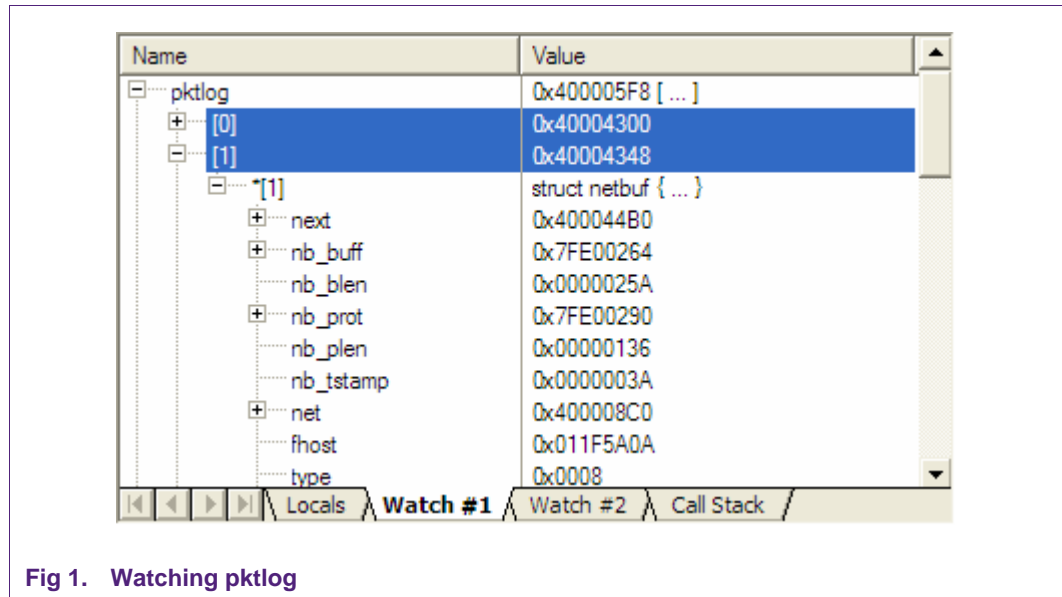 Name Value
pktlog 0x400005F8 [ ... ]
[0] 0x40004300
[1] 0x40004348
*[1] struct netbuf { ... }
next 0x400044B0
nb_buff 0x7FE00264
nb_blen 0x0000025A
nb_prot 0x7FE00290
nb_plen 0x00000136
nb_tstamp 0x0000003A
net 0x400008C0
fhost 0x011F5A0A
type 0x0008
Locals Watch #1 Watch #2 Call Stack
Fig 1. Watching pktlog